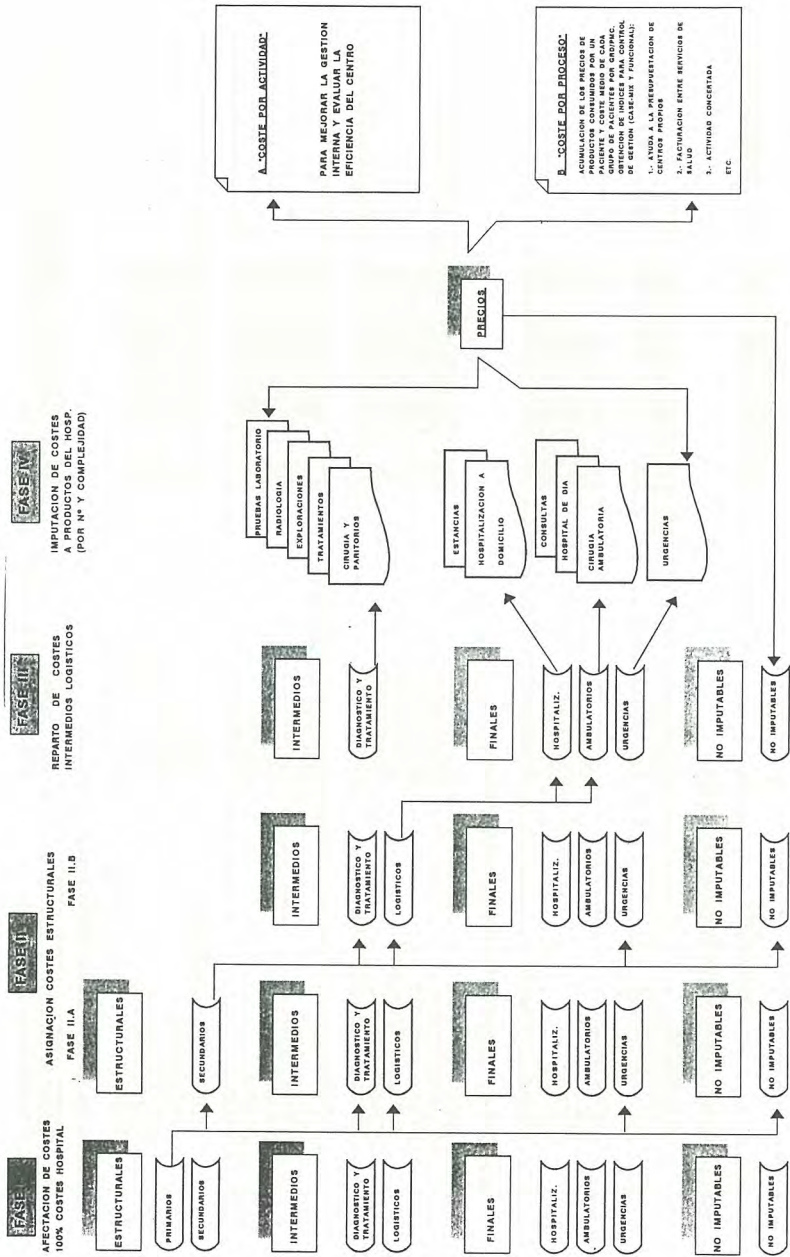 FASE I
AFECTACION DE COSTES
100% COSTES HOSPITAL
ESTRUCTURALES
PRIMARIOS
SECUNDARIOS
INTERMEDIOS
DIAGNOSTICO Y
TRATAMIENTO
LOGISTICOS
FINALES
HOSPITALIZ.
AMBULATORIOS
URGENCIAS
NO IMPUTABLES
NO IMPUTABLES
FASE II
ASIGNACION COSTES ESTRUCTURALES
FASE II.A
FASE II.B
ESTRUCTURALES
SECUNDARIOS
INTERMEDIOS
DIAGNOSTICO Y
TRATAMIENTO
LOGISTICOS
FINALES
HOSPITALIZ.
AMBULATORIOS
URGENCIAS
NO IMPUTABLES
NO IMPUTABLES
INTERMEDIOS
DIAGNOSTICO Y
TRATAMIENTO
LOGISTICOS
FINALES
HOSPITALIZ.
AMBULATORIOS
URGENCIAS
NO IMPUTABLES
NO IMPUTABLES
FASE III
REPARTO DE COSTES
INTERMEDIOS LOGISTICOS
INTERMEDIOS
DIAGNOSTICO Y
TRATAMIENTO
FINALES
HOSPITALIZ.
AMBULATORIOS
URGENCIAS
NO IMPUTABLES
NO IMPUTABLES
FASE IV
IMPUTACION DE COSTES
A PRODUCTOS DEL HOSP.
(POR Nº Y COMPLEJIDAD)
PRUEBAS LABORATORIO
RADIOLOGIA
EXPLORACIONES
TRATAMIENTOS
CIRUGIA Y
PARITORIOS
ESTANCIAS
HOSPITALIZACION A
DOMICILIO
CONSULTAS
HOSPITAL DE DIA
CIRUGIA
AMBULATORIA
URGENCIAS
PRECIOS
A "COSTE POR ACTIVIDAD"
PARA MEJORAR LA GESTION
INTERNA Y EVALUAR LA
EFICIENCIA DEL CENTRO
B "COSTE POR PROCESO"
ACUMULACION DE LOS PRECIOS DE
PRODUCTOS CONSUMIDOS POR UN
PACIENTE Y COSTE MEDIO DE CADA
GRUPO DE PACIENTES POR GRD/PMC.
OBTENCION DE INDICES PARA CONTROL
DE GESTION (CASE-MIX Y FUNCIONAL):
1.- AYUDA A LA PRESUPUESTACION DE
CENTROS PROPIOS
2.- FACTURACION ENTRE SERVICIOS DE
SALUD
3.- ACTIVIDAD CONCERTADA
ETC.